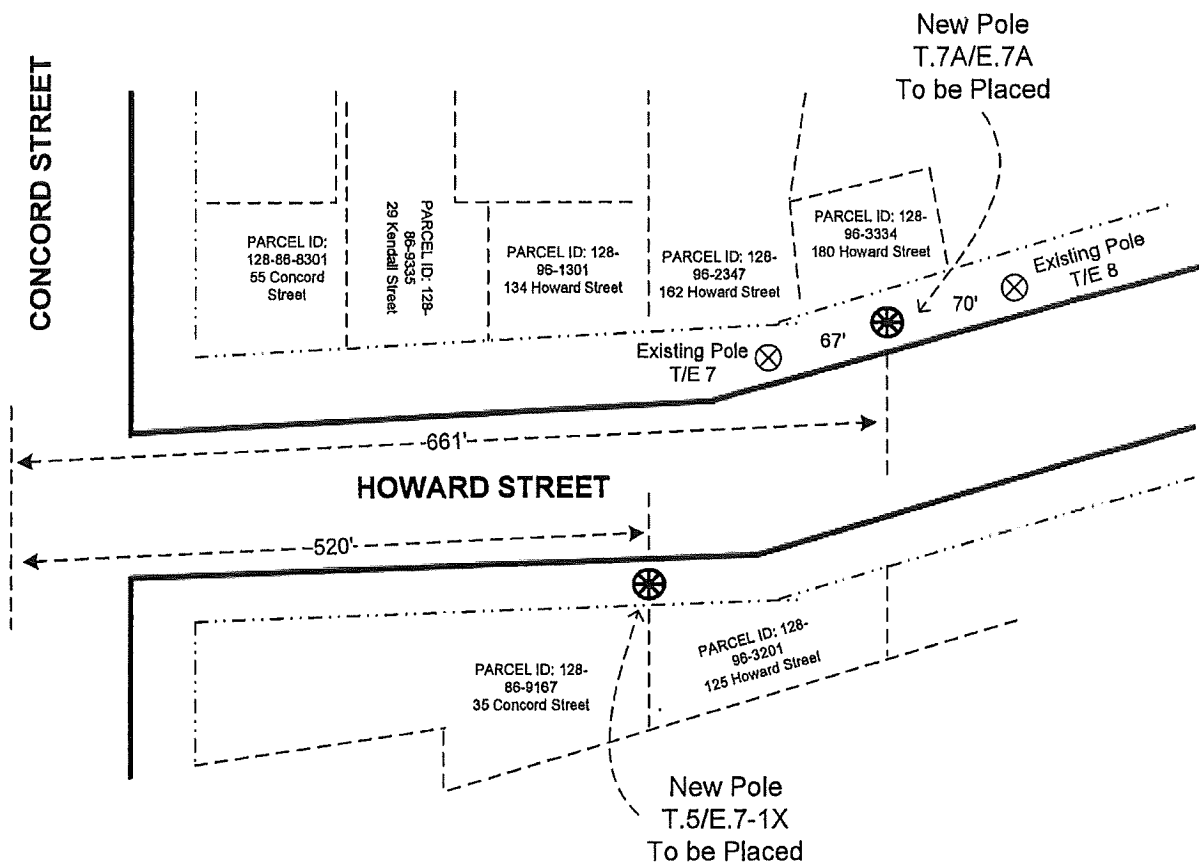 New Pole
T.7A/E.7A
To be Placed
CONCORD STREET
PARCEL ID:
128-86-8301
55 Concord
Street
PARCEL ID: 128-
86-9335
29 Kendall Street
PARCEL ID: 128-
96-1301
134 Howard Street
PARCEL ID: 128-
96-2347
162 Howard Street
PARCEL ID: 128-
96-3334
180 Howard Street
Existing Pole
T/E 8
70'
67'
Existing Pole
T/E 7
661'
HOWARD STREET
520'
PARCEL ID: 128-
86-9167
35 Concord Street
PARCEL ID: 128-
96-3201
125 Howard Street
New Pole
T.5/E.7-1X
To be Placed